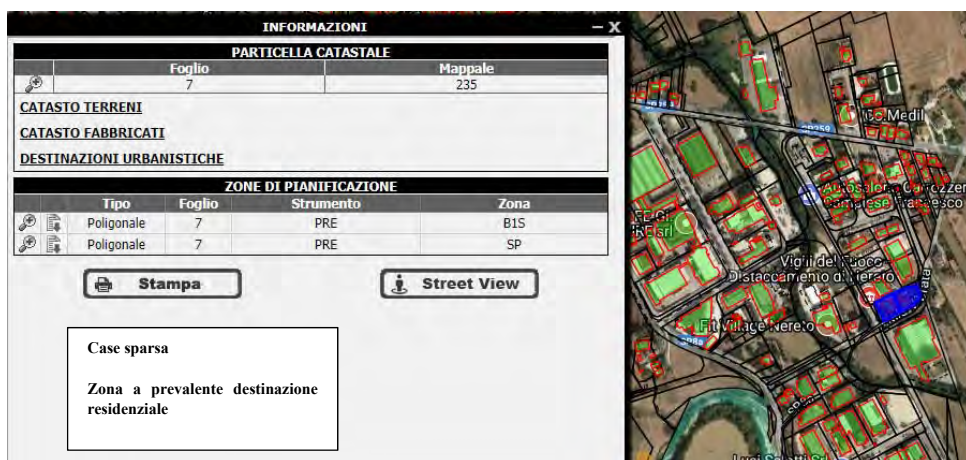 INFORMAZIONI
– X
PARTICELLA CATASTALE
Foglio Mappale
7 235
CATASTO TERRENI
CATASTO FABBRICATI
DESTINAZIONI URBANISTICHE
ZONE DI PIANIFICAZIONE
Tipo Foglio Strumento Zona
Poligonale 7 PRE B1S
Poligonale 7 PRE SP
Stampa
Street View
Case sparsa
Zona a prevalente destinazione
residenziale
Co.Medil
SP259
Vigili del Fuoco
Distaccamento di Nereto
Fit Village Nereto
SP8a